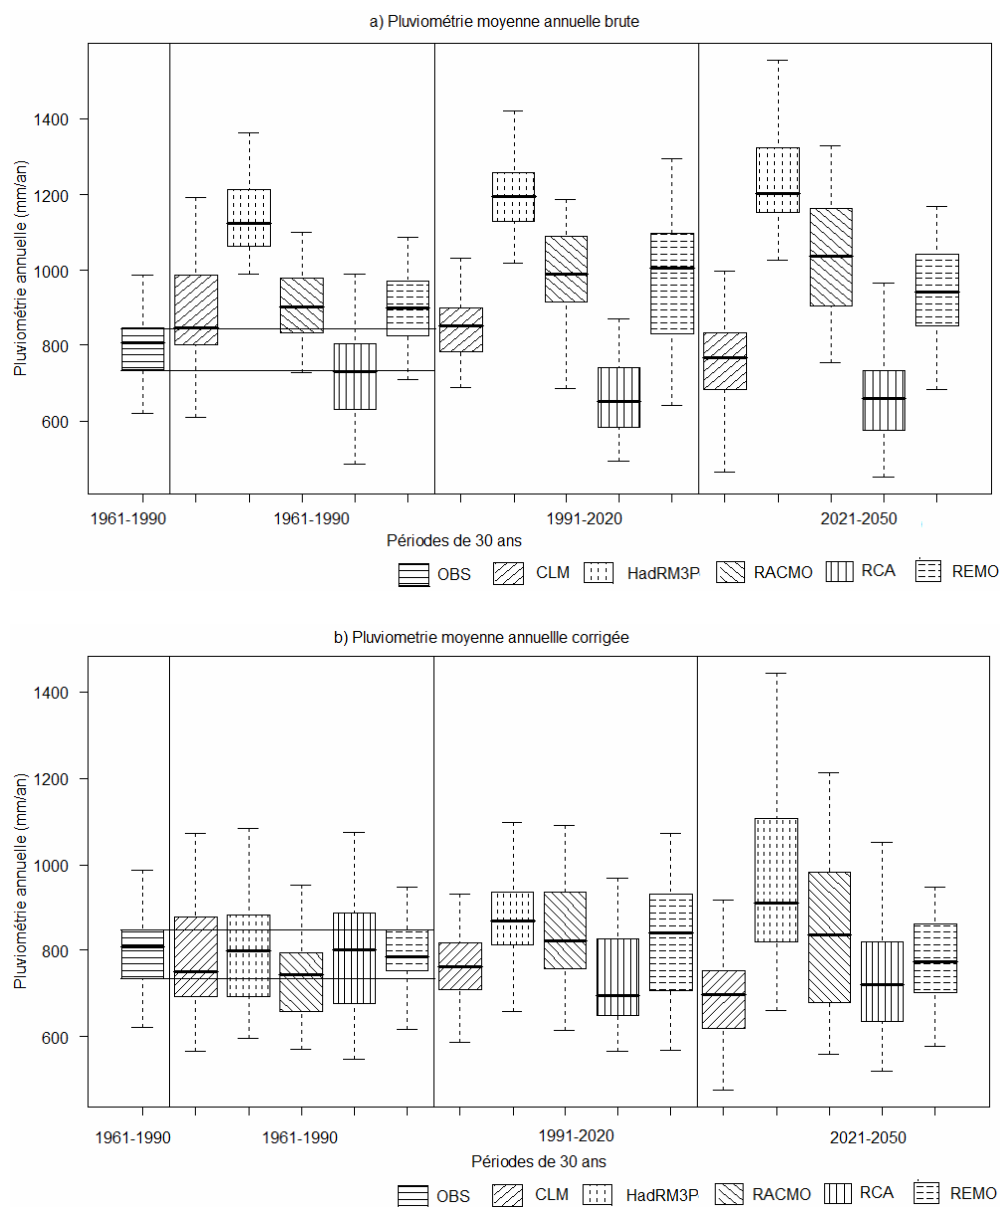 a) Pluviométrie moyenne annuelle brute
Pluviométrie annuelle (mm/an)
1400
1200
1000
800
600
1961-1990 1961-1990 1991-2020 2021-2050
Périodes de 30 ans
OBS CLM HadRM3P RACMO RCA REMO
b) Pluviometrie moyenne annuellle corrigée
Pluviométrie annuelle (mm/an)
1400
1200
1000
800
600
1961-1990 1961-1990 1991-2020 2021-2050
Périodes de 30 ans
OBS CLM HadRM3P RACMO RCA REMO